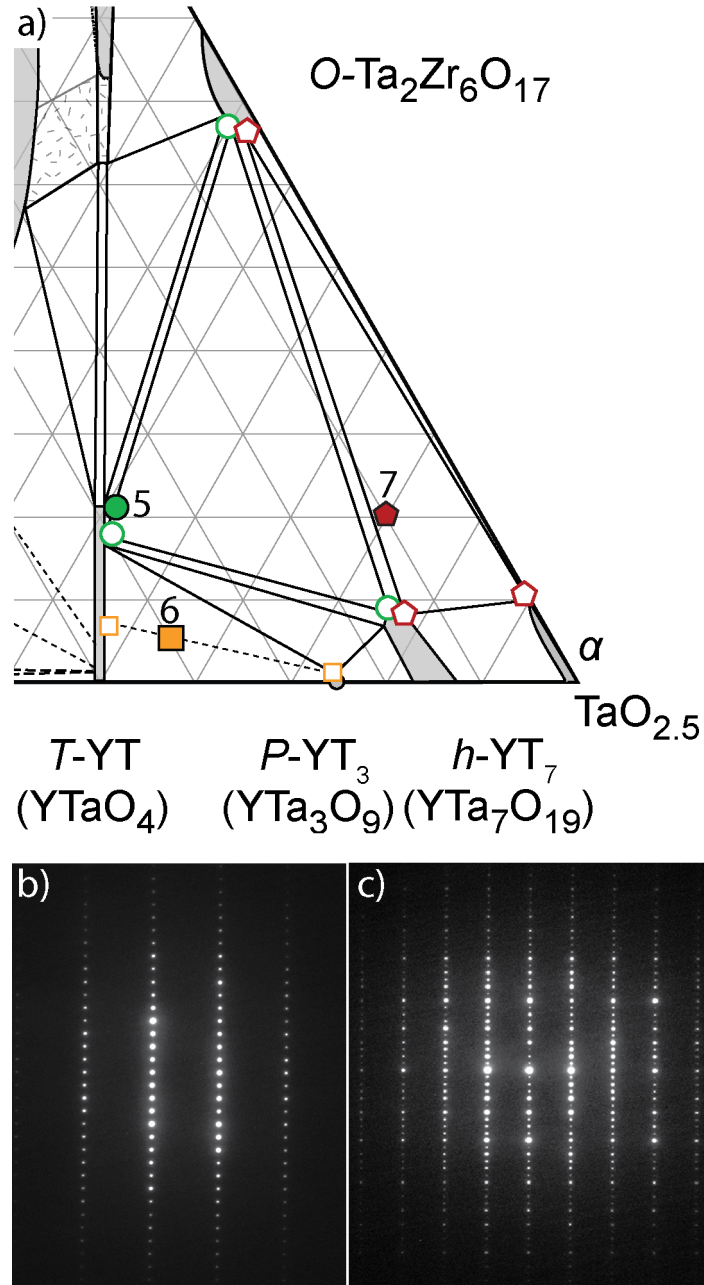 a)
O-Ta₂Zr₆O₁₇
7
5
6
α
TaO₂.₅
T-YT P-YT₃ h-YT₇
(YTaO₄) (YTa₃O₉) (YTa₇O₁₉)
b) c)